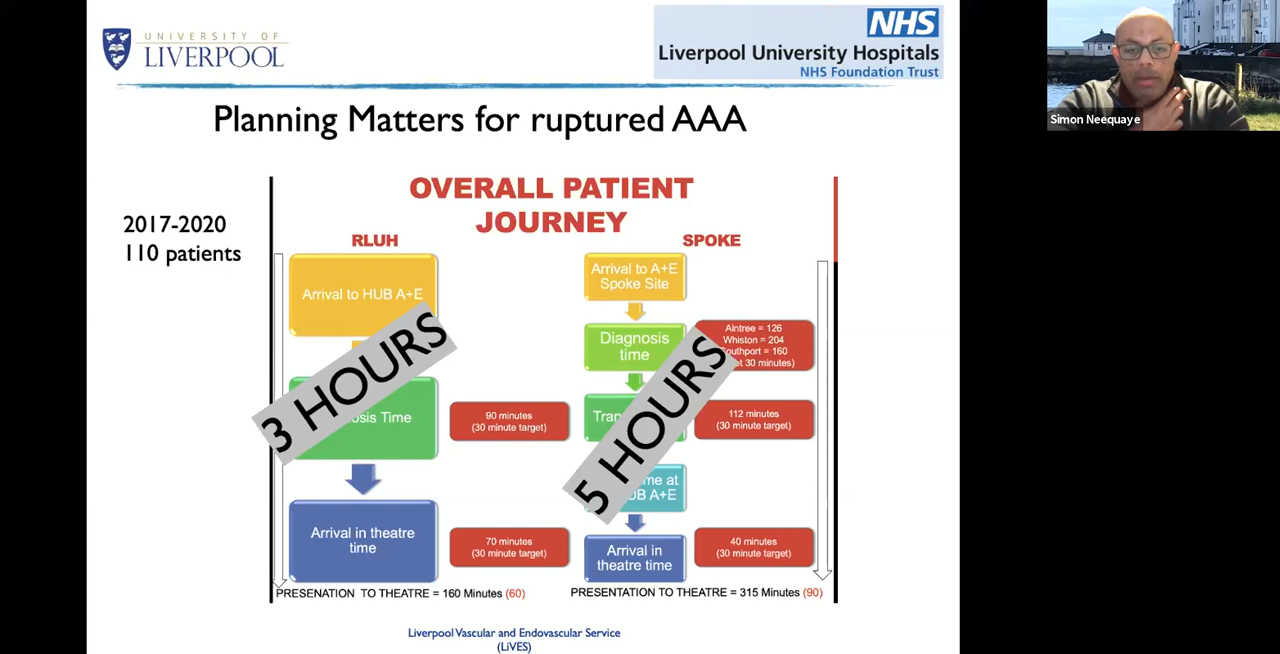 UNIVERSITY OF
LIVERPOOL
NHS
Liverpool University Hospitals
NHS Foundation Trust
Simon Neequaye
Planning Matters for ruptured AAA
2017-2020
110 patients
OVERALL PATIENT
JOURNEY
RLUH
SPOKE
Arrival to HUB A+E
3 HOURS
Time
90 minutes
(30 minute target)
Arrival in theatre
time
70 minutes
(30 minute target)
PRESENATION TO THEATRE = 160 Minutes (60)
Arrival to A+E
Spoke Site
Diagnosis
time
Aintree = 126
Whiston = 204
= 160
30 minutes)
5 HOURS
112 minutes
(30 minute target)
at
A+E
Arrival in
theatre time
40 minutes
(30 minute target)
PRESENTATION TO THEATRE = 315 Minutes (90)
Liverpool Vascular and Endovascular Service
(LiVES)